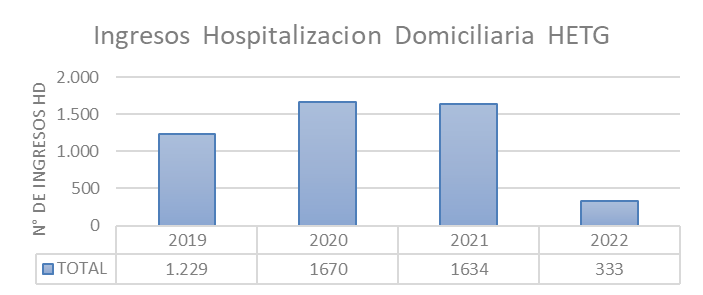 Ingresos Hospitalizacion Domiciliaria HETG
N° DE INGRESOS HD
2.000
1.500
1.000
500
0
2019 2020 2021 2022
TOTAL 1.229 1670 1634 333